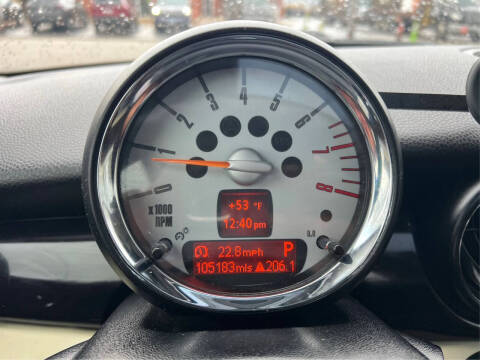 0 1 2 3 4 5 6 7 8
x1000
RPM
+53 °F
12:40 pm
22.8meh P
105183mls ▲206.1